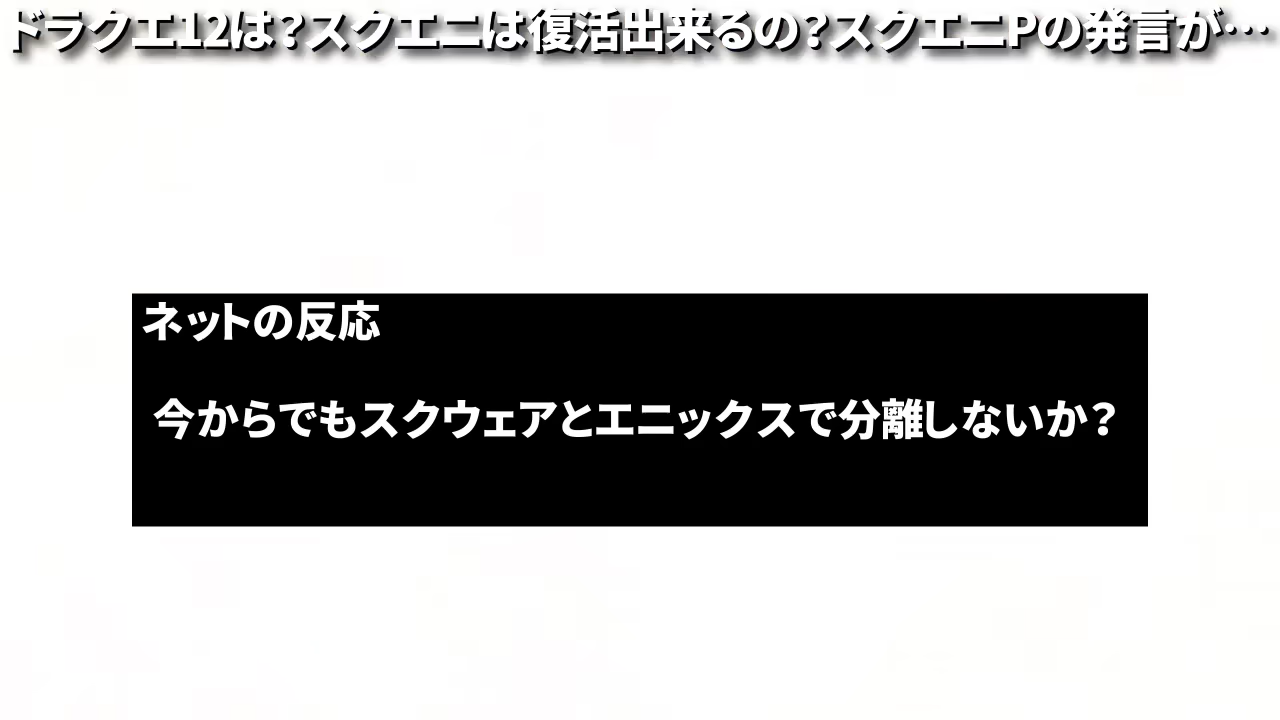 ドラクエ12は？スクエニは復活出来るの？スクエニPの発言が…
ネットの反応
今からでもスクウェアとエニックスで分離しないか？